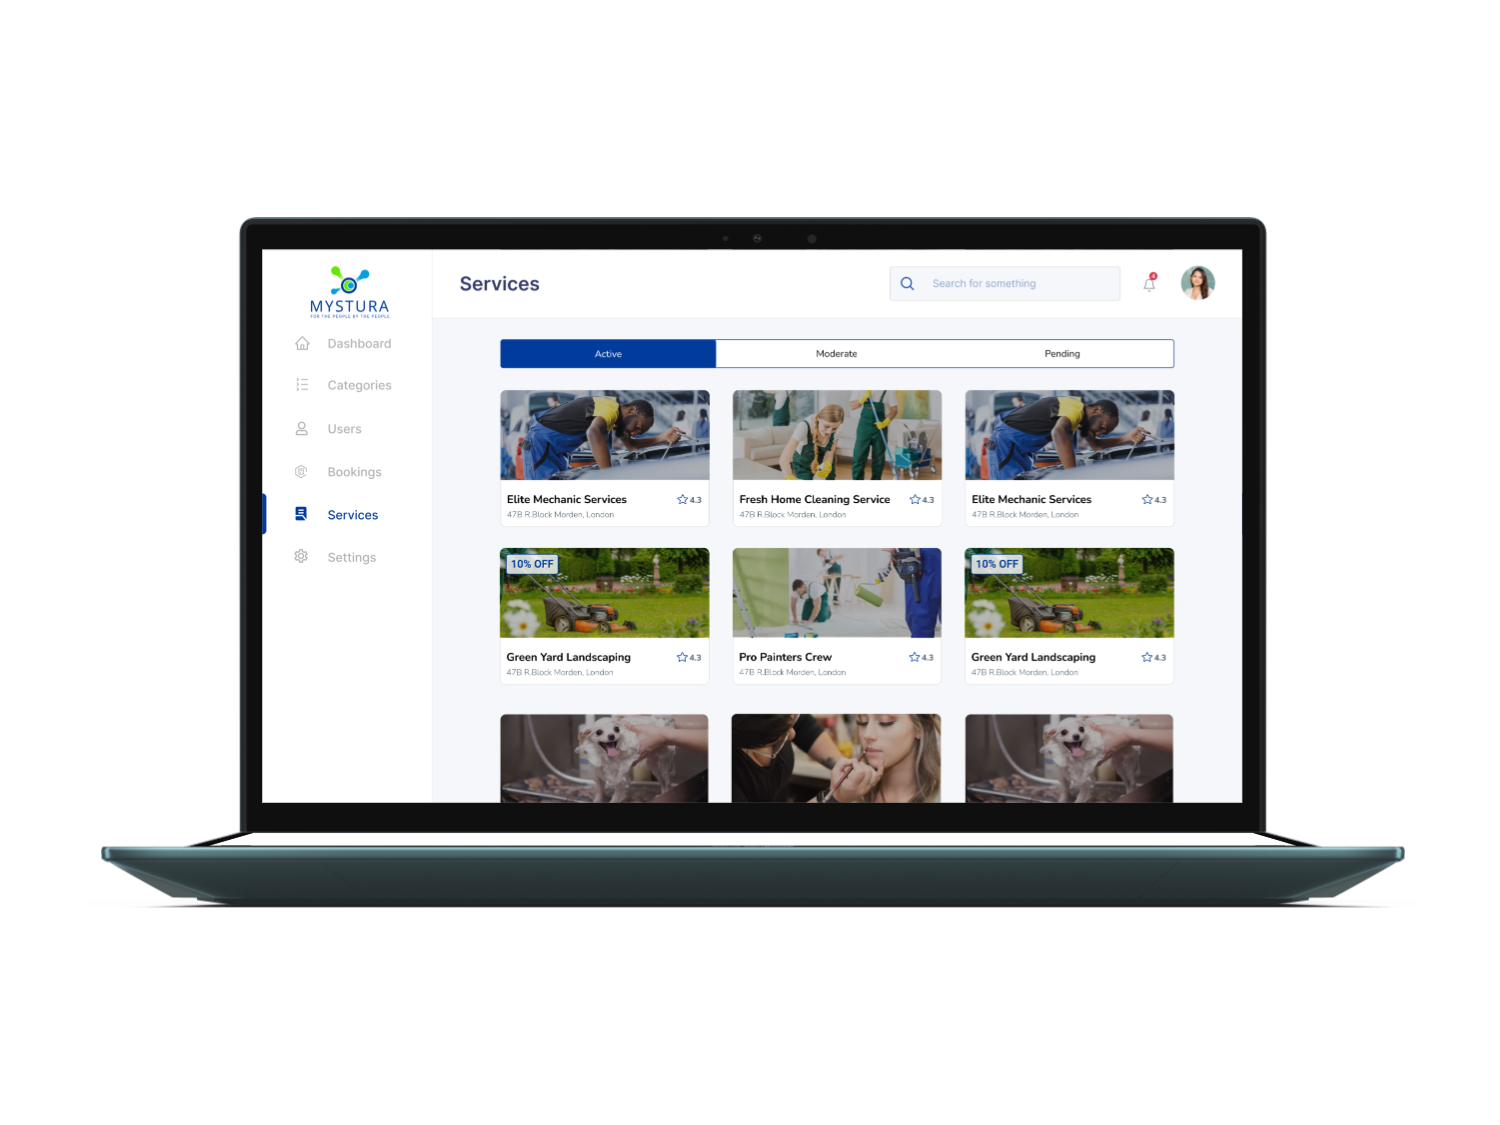 MYSTURA
FOR THE PEOPLE BY THE PEOPLE
Services
Search for something
4
Dashboard
Categories
Users
Bookings
Services
Settings
Active
Moderate
Pending
Elite Mechanic Services
4.3
47B R.Block Morden, London
Fresh Home Cleaning Service
4.3
47B R.Block Morden, London
Elite Mechanic Services
4.3
47B R.Block Morden, London
10% OFF
Green Yard Landscaping
4.3
47B R.Block Morden, London
Pro Painters Crew
4.3
47B R.Block Morden, London
10% OFF
Green Yard Landscaping
4.3
47B R.Block Morden, London